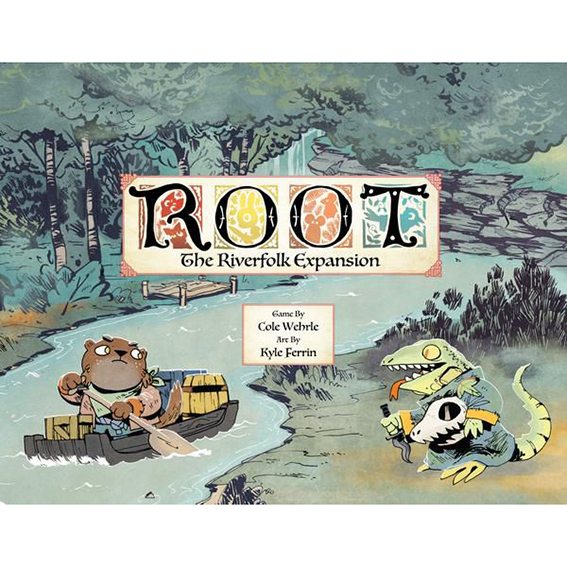 ROOT
The Riverfolk Expansion
Game By
Cole Wehrle
Art By
Kyle Ferrin